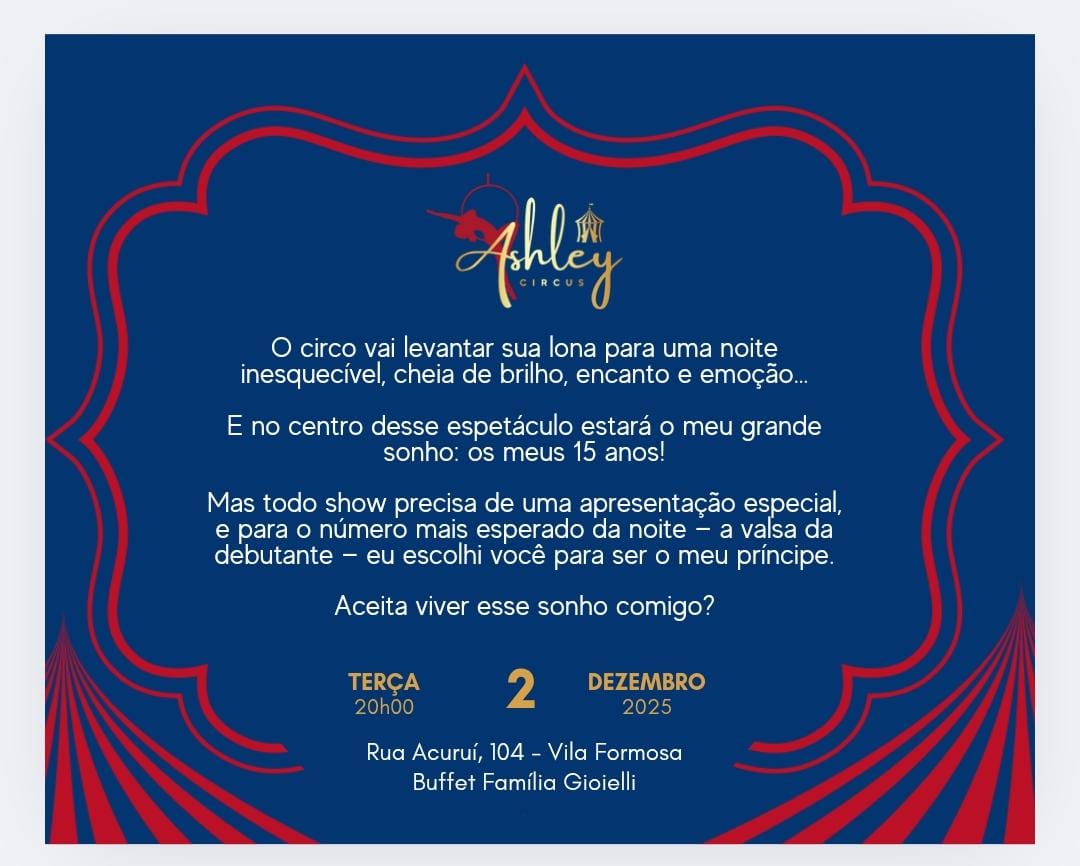 Ashley
CIRCUS
O circo vai levantar sua lona para uma noite
inesquecível, cheia de brilho, encanto e emoção...
E no centro desse espetáculo estará o meu grande
sonho: os meus 15 anos!
Mas todo show precisa de uma apresentação especial,
e para o número mais esperado da noite – a valsa da
debutante – eu escolhi você para ser o meu príncipe.
Aceita viver esse sonho comigo?
TERÇA 2 DEZEMBRO
20h00 2025
Rua Acuruí, 104 - Vila Formosa
Buffet Família Gioielli